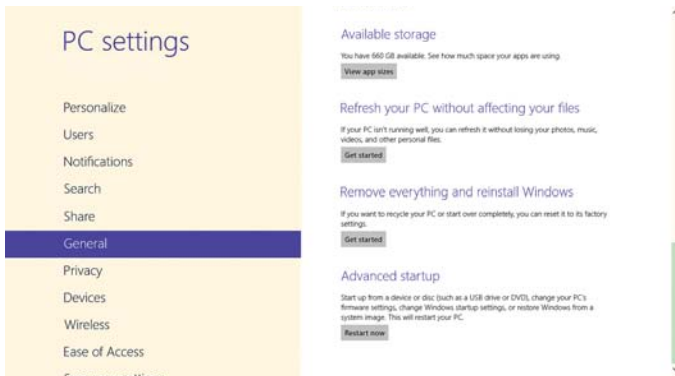 PC settings
Personalize
Users
Notifications
Search
Share
General
Privacy
Devices
Wireless
Ease of Access
Available storage
You have 660 GB available. See how much space your apps are using.
View app sizes
Refresh your PC without affecting your files
If your PC isn't running well, you can refresh it without losing your photos, music,
videos, and other personal files.
Get started
Remove everything and reinstall Windows
If you want to recycle your PC or start over completely, you can reset it to its factory
settings.
Get started
Advanced startup
Start up from a device or disc (such as a USB drive or DVD), change your PC's
firmware settings, change Windows startup settings, or restore Windows from a
system image. This will restart your PC.
Restart now